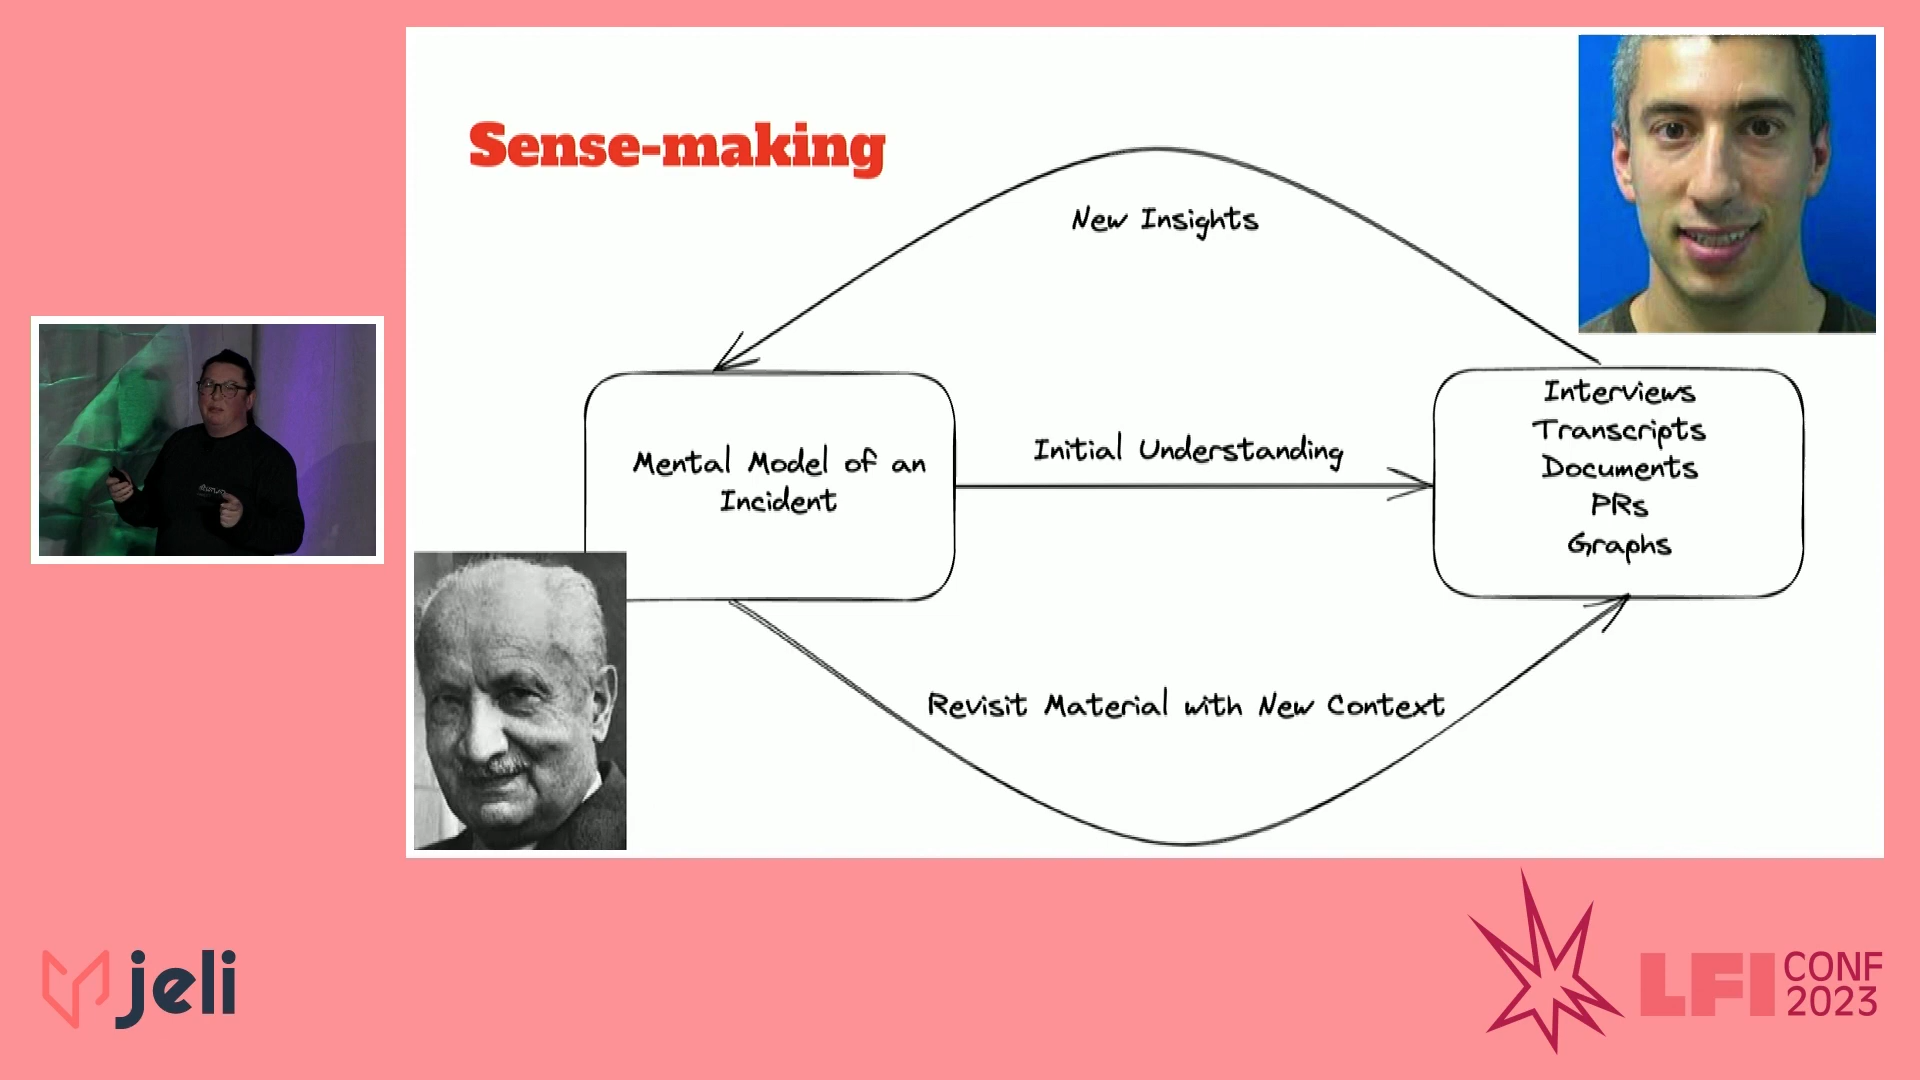 Sense-making
New Insights
Mental Model of an
Incident
Initial Understanding
Interviews
Transcripts
Documents
PRs
Graphs
Revisit Material with New Context
jeli
LFI
CONF
2023